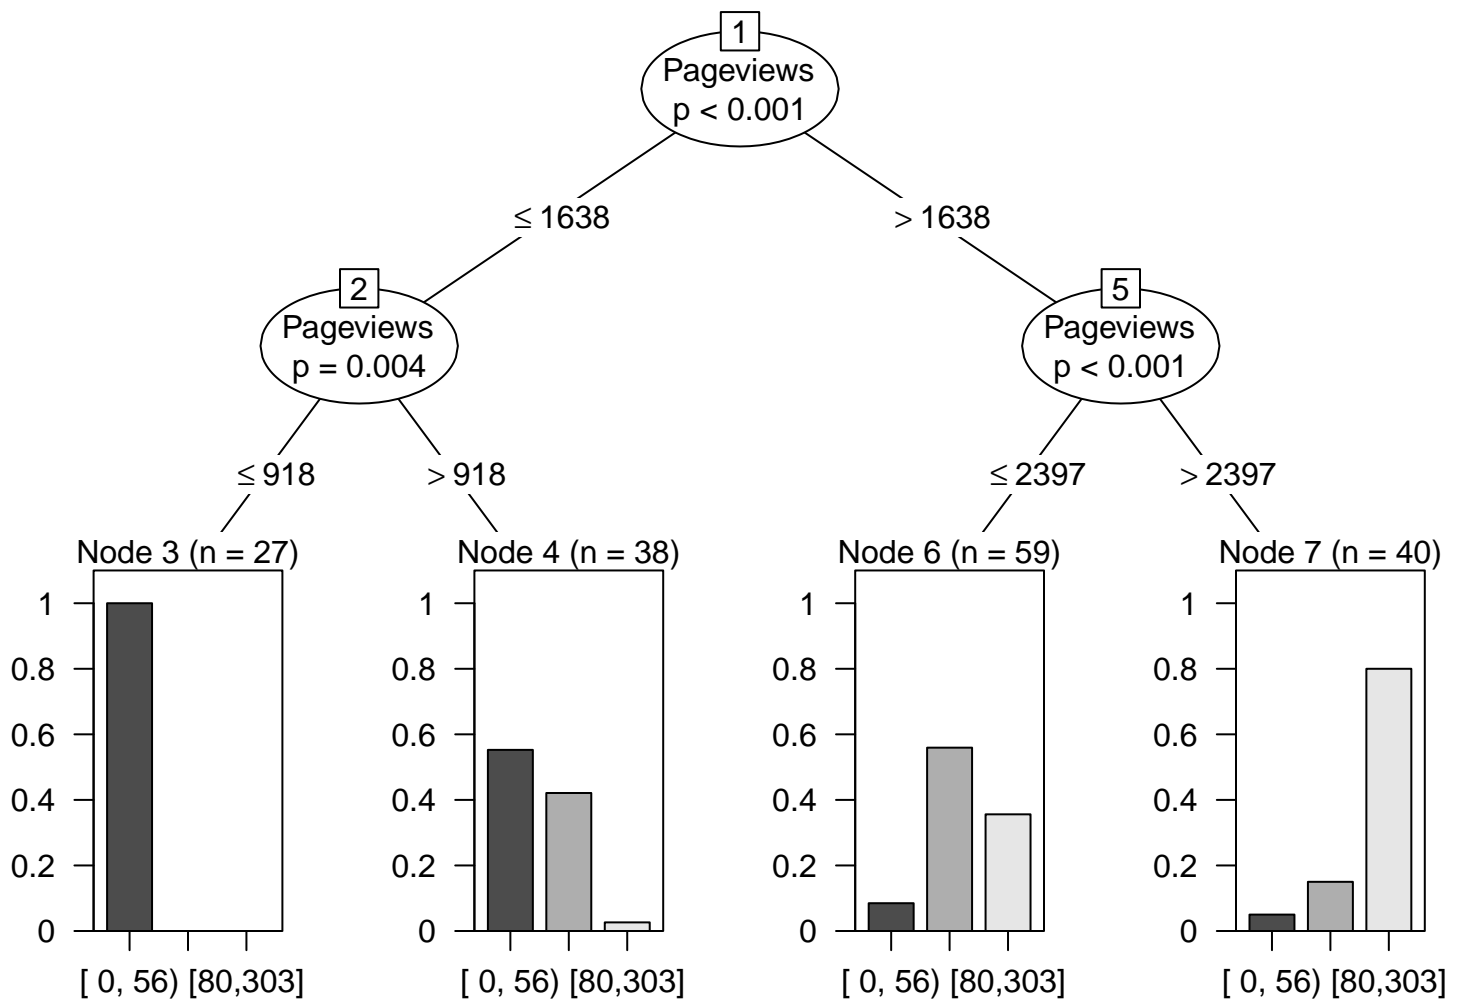 1
Pageviews
p < 0.001
≤ 1638
> 1638
2
Pageviews
p = 0.004
5
Pageviews
p < 0.001
≤ 918
> 918
≤ 2397
> 2397
Node 3 (n = 27)
1
0.8
0.6
0.4
0.2
0
[ 0, 56) [80,303]
Node 4 (n = 38)
1
0.8
0.6
0.4
0.2
0
[ 0, 56) [80,303]
Node 6 (n = 59)
1
0.8
0.6
0.4
0.2
0
[ 0, 56) [80,303]
Node 7 (n = 40)
1
0.8
0.6
0.4
0.2
0
[ 0, 56) [80,303]